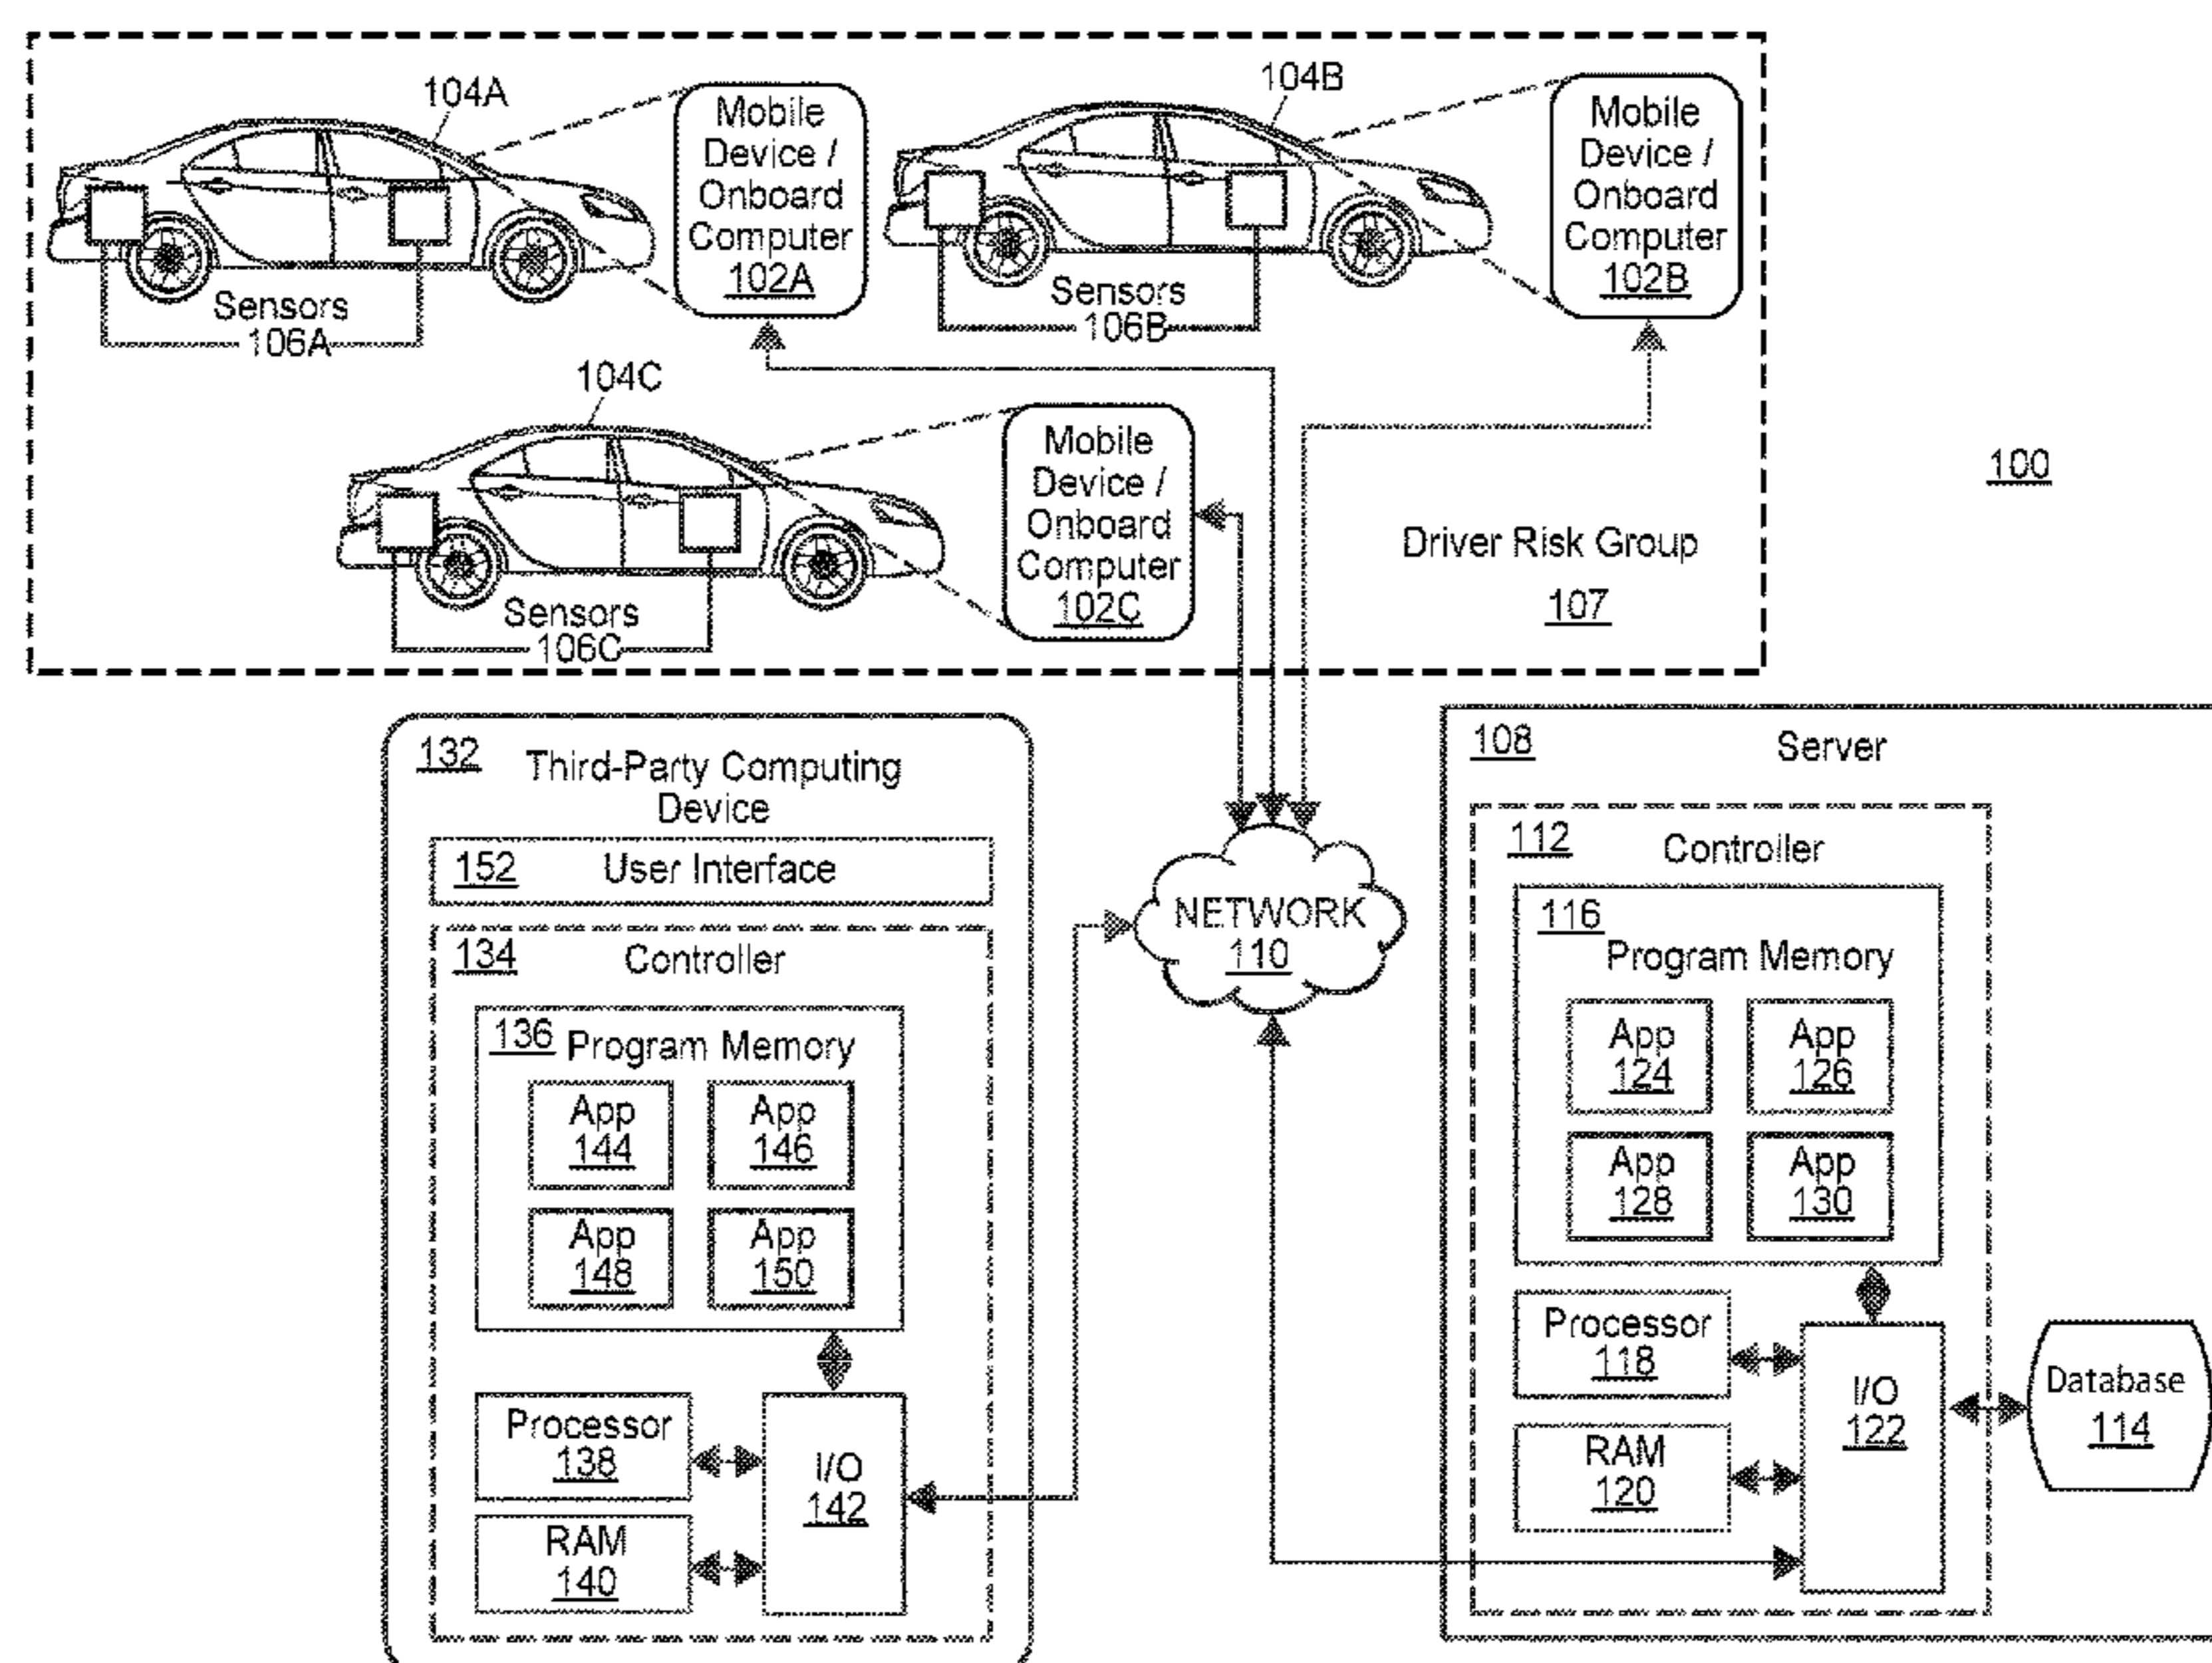 104A
Mobile
Device /
Onboard
Computer
102A
Sensors
106A
104B
Mobile
Device /
Onboard
Computer
102B
Sensors
106B
104C
Mobile
Device /
Onboard
Computer
102C
Sensors
106C
Driver Risk Group
107
100
132
Third-Party Computing
Device
152 User Interface
134 Controller
136 Program Memory
App
144
App
146
App
148
App
150
Processor
138
RAM
140
I/O
142
NETWORK
110
108 Server
112 Controller
116
Program Memory
App
124
App
126
App
128
App
130
Processor
118
RAM
120
I/O
122
Database
114